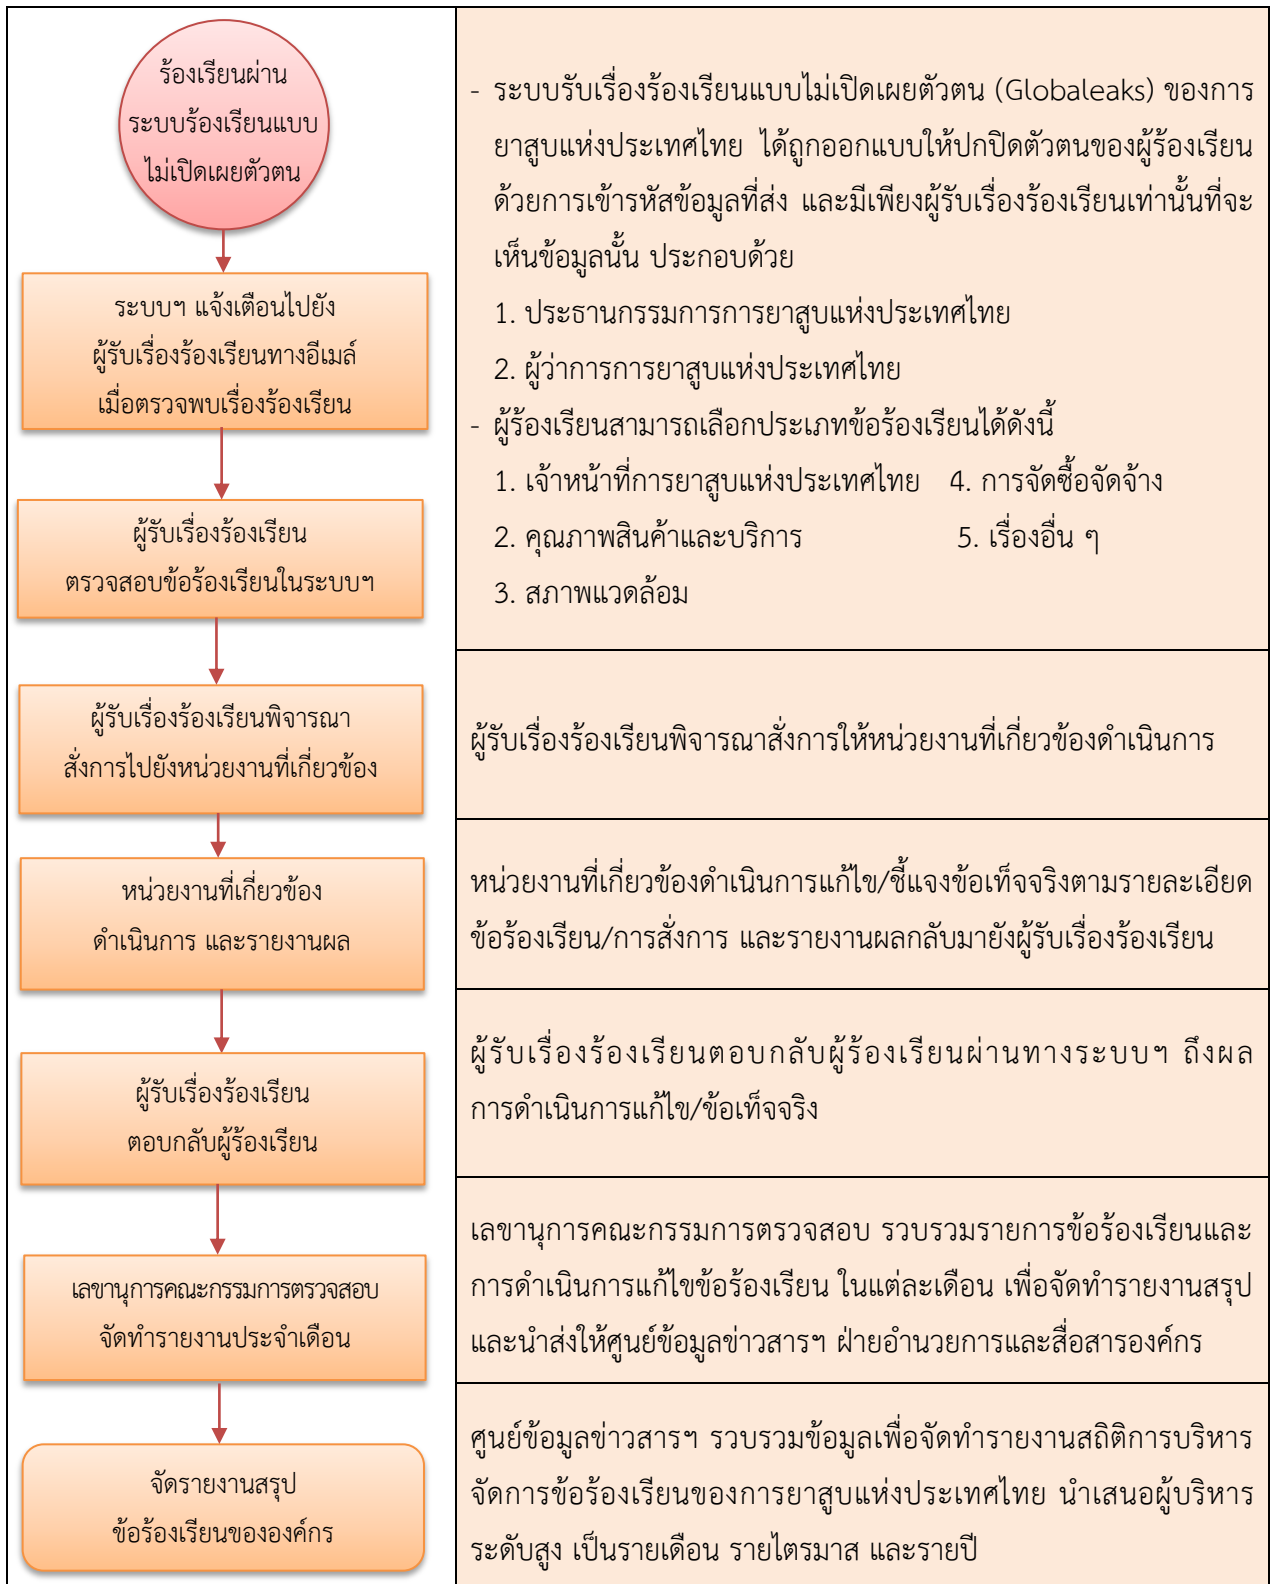 ร้องเรียนผ่าน
ระบบร้องเรียนแบบ
ไม่เปิดเผยตัวตน
ระบบฯ แจ้งเตือนไปยัง
ผู้รับเรื่องร้องเรียนทางอีเมล์
เมื่อตรวจพบเรื่องร้องเรียน
ผู้รับเรื่องร้องเรียน
ตรวจสอบข้อร้องเรียนในระบบฯ
- ระบบรับเรื่องร้องเรียนแบบไม่เปิดเผยตัวตน (Globaleaks) ของการ
ยาสูบแห่งประเทศไทย ได้ถูกออกแบบให้ปกปิดตัวตนของผู้ร้องเรียน
ด้วยการเข้ารหัสข้อมูลที่ส่ง และมีเพียงผู้รับเรื่องร้องเรียนเท่านั้นที่จะ
เห็นข้อมูลนั้น ประกอบด้วย
1. ประธานกรรมการการยาสูบแห่งประเทศไทย
2. ผู้ว่าการการยาสูบแห่งประเทศไทย
- ผู้ร้องเรียนสามารถเลือกประเภทข้อร้องเรียนได้ดังนี้
1. เจ้าหน้าที่การยาสูบแห่งประเทศไทย 4. การจัดซื้อจัดจ้าง
2. คุณภาพสินค้าและบริการ 5. เรื่องอื่น ๆ
3. สภาพแวดล้อม
ผู้รับเรื่องร้องเรียนพิจารณา
สั่งการไปยังหน่วยงานที่เกี่ยวข้อง
ผู้รับเรื่องร้องเรียนพิจารณาสั่งการให้หน่วยงานที่เกี่ยวข้องดำเนินการ
หน่วยงานที่เกี่ยวข้อง
ดำเนินการ และรายงานผล
หน่วยงานที่เกี่ยวข้องดำเนินการแก้ไข/ชี้แจงข้อเท็จจริงตามรายละเอียด
ข้อร้องเรียน/การสั่งการ และรายงานผลกลับมายังผู้รับเรื่องร้องเรียน
ผู้รับเรื่องร้องเรียน
ตอบกลับผู้ร้องเรียน
ผู้รับเรื่องร้องเรียนตอบกลับผู้ร้องเรียนผ่านทางระบบฯ ถึงผล
การดำเนินการแก้ไข/ข้อเท็จจริง
เลขานุการคณะกรรมการตรวจสอบ
จัดทำรายงานประจำเดือน
เลขานุการคณะกรรมการตรวจสอบ รวบรวมรายการข้อร้องเรียนและ
การดำเนินการแก้ไขข้อร้องเรียน ในแต่ละเดือน เพื่อจัดทำรายงานสรุป
และนำส่งให้ศูนย์ข้อมูลข่าวสารฯ ฝ่ายอำนวยการและสื่อสารองค์กร
จัดรายงานสรุป
ข้อร้องเรียนขององค์กร
ศูนย์ข้อมูลข่าวสารฯ รวบรวมข้อมูลเพื่อจัดทำรายงานสถิติการบริหาร
จัดการข้อร้องเรียนของการยาสูบแห่งประเทศไทย นำเสนอผู้บริหาร
ระดับสูง เป็นรายเดือน รายไตรมาส และรายปี